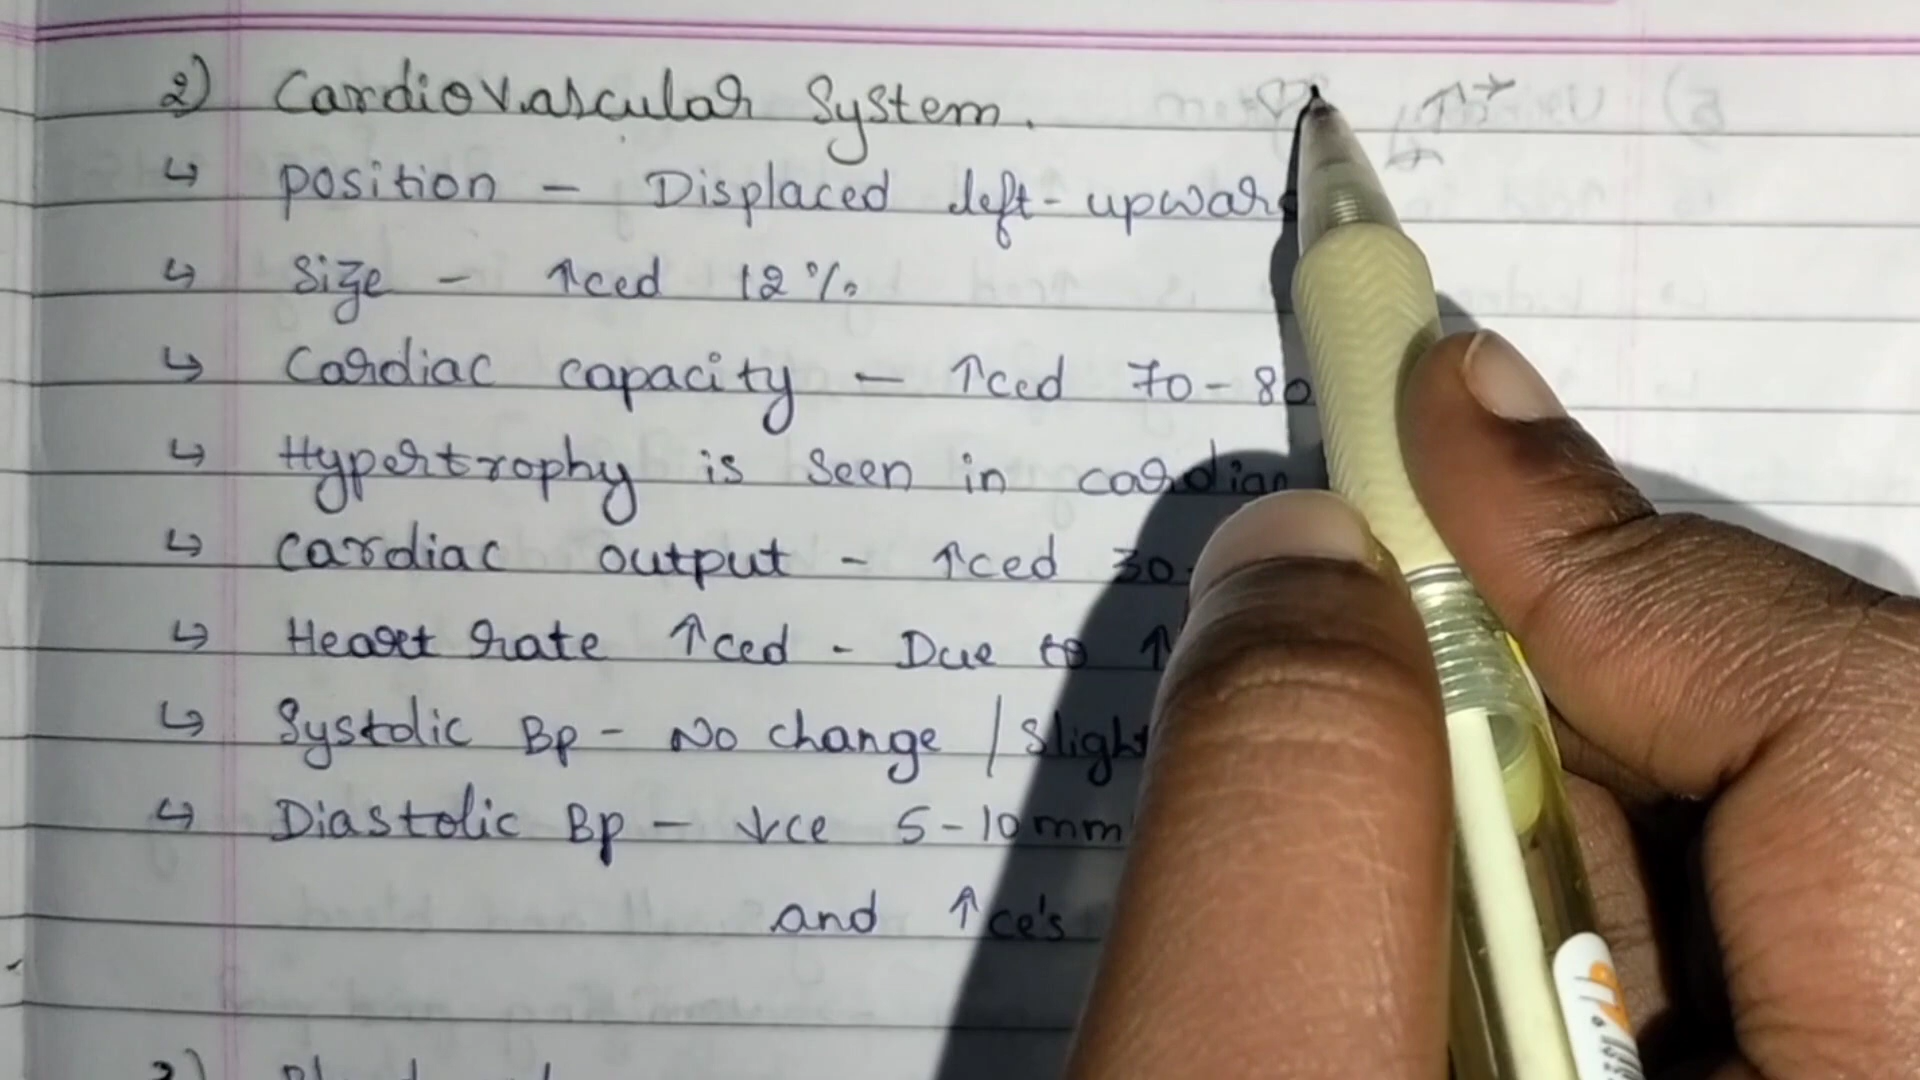 2) Cardiovascular System.
↳ position - Displaced left-upward
↳ Size - ↑ced 12%
↳ Cardiac capacity - ↑ced 70-80
↳ Hypertrophy is seen in
↳ Cardiac output - ↑ced 30
↳ Heart rate ↑ced - Due to ↑
↳ Systolic Bp - No change / slight
↳ Diastolic Bp - ↓ce 5-10mm
and ↑ce's